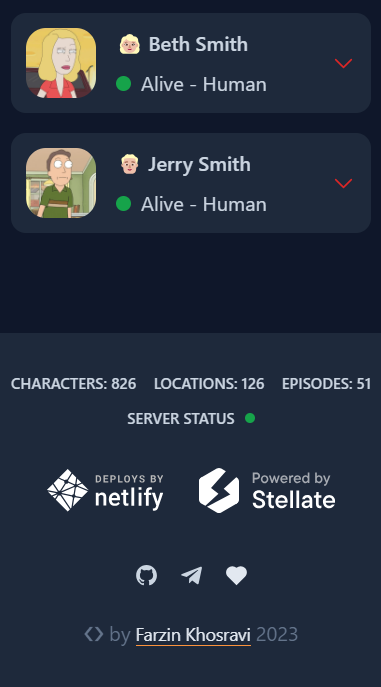 Beth Smith
Alive - Human
Jerry Smith
Alive - Human
CHARACTERS: 826 LOCATIONS: 126 EPISODES: 51
SERVER STATUS
DEPLOYS BY
netlify
Powered by
Stellate
<> by Farzin Khosravi 2023